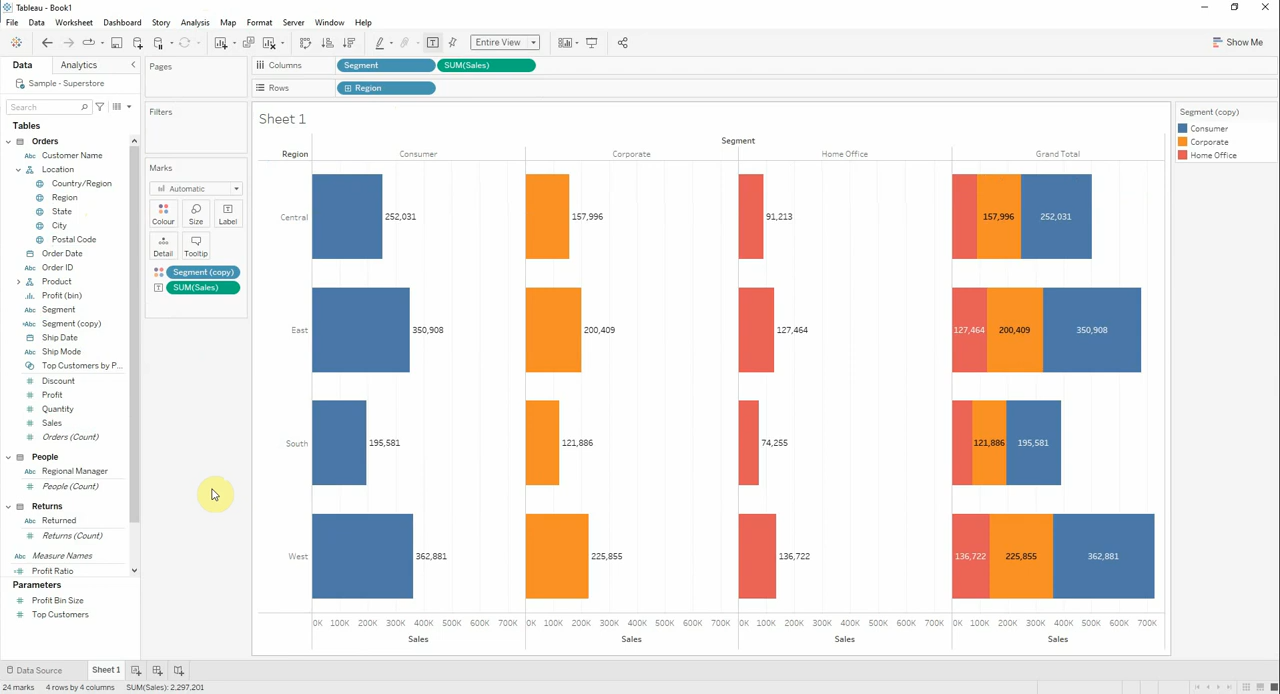 Tableau - Book1
File Data Worksheet Dashboard Story Analysis Map Format Server Window Help
Entire View
Show Me
Data Analytics
Sample - Superstore
Search
Tables
Orders
Customer Name
Location
Country/Region
Region
State
City
Postal Code
Order Date
Order ID
Product
Profit (bin)
Segment
Segment (copy)
Ship Date
Ship Mode
Top Customers by P...
Discount
Profit
Quantity
Sales
Orders (Count)
People
Regional Manager
People (Count)
Returns
Returned
Returns (Count)
Measure Names
Profit Ratio
Parameters
Profit Bin Size
Top Customers
Pages
Filters
Marks
Automatic
Colour Size Label
Detail Tooltip
Segment (copy)
SUM(Sales)
Columns Segment SUM(Sales)
Rows Region
Sheet 1
Segment
Region Consumer Corporate Home Office Grand Total
Central 252,031 157,996 91,213 157,996 252,031
East 350,908 200,409 127,464 127,464 200,409 350,908
South 195,581 121,886 74,255 121,886 195,581
West 362,881 225,855 136,722 136,722 225,855 362,881
0K 100K 200K 300K 400K 500K 600K 700K 0K 100K 200K 300K 400K 500K 600K 700K 0K 100K 200K 300K 400K 500K 600K 700K 0K 100K 200K 300K 400K 500K 600K 700K
Sales Sales Sales Sales
Segment (copy)
Consumer
Corporate
Home Office
Data Source Sheet 1
24 marks 4 rows by 4 columns SUM(Sales): 2,297,201